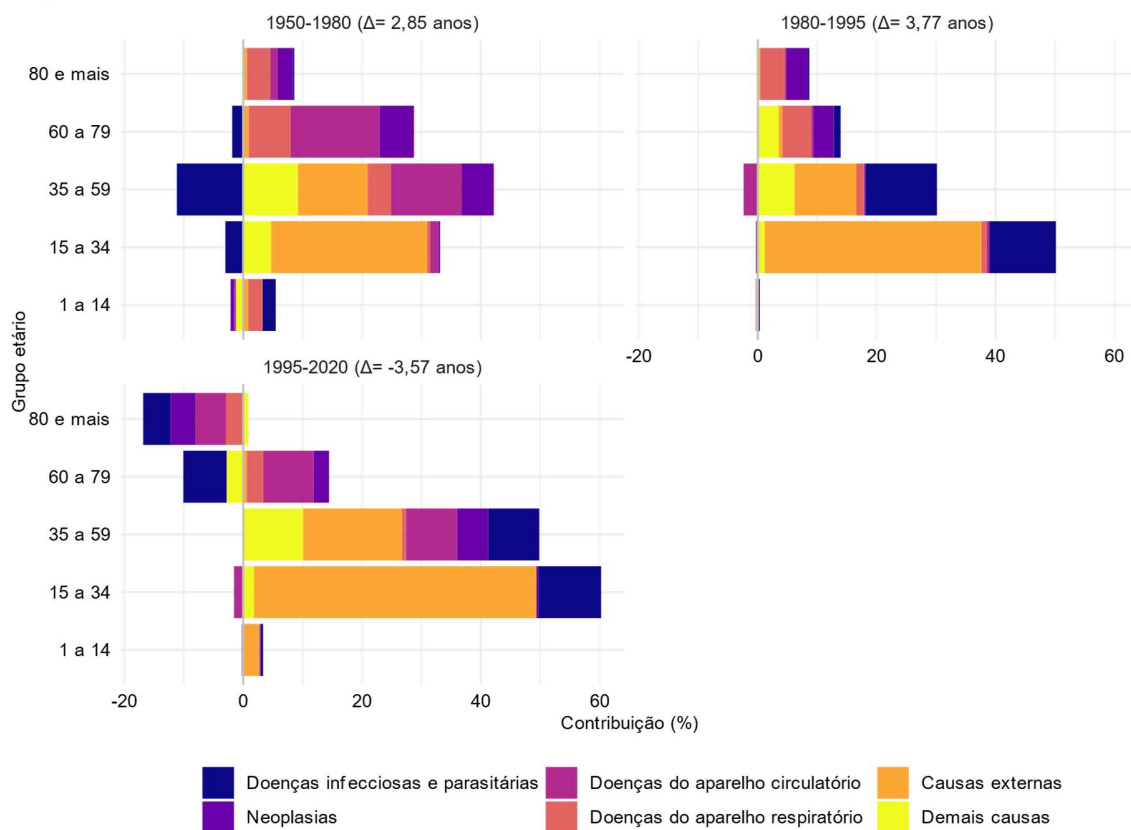 1950-1980 (Δ= 2,85 anos)
1980-1995 (Δ= 3,77 anos)
80 e mais
60 a 79
35 a 59
15 a 34
1 a 14
-20 0 20 40 60
1995-2020 (Δ= -3,57 anos)
Grupo etário
80 e mais
60 a 79
35 a 59
15 a 34
1 a 14
-20 0 20 40 60
Contribuição (%)
Doenças infecciosas e parasitárias
Doenças do aparelho circulatório
Causas externas
Neoplasias
Doenças do aparelho respiratório
Demais causas